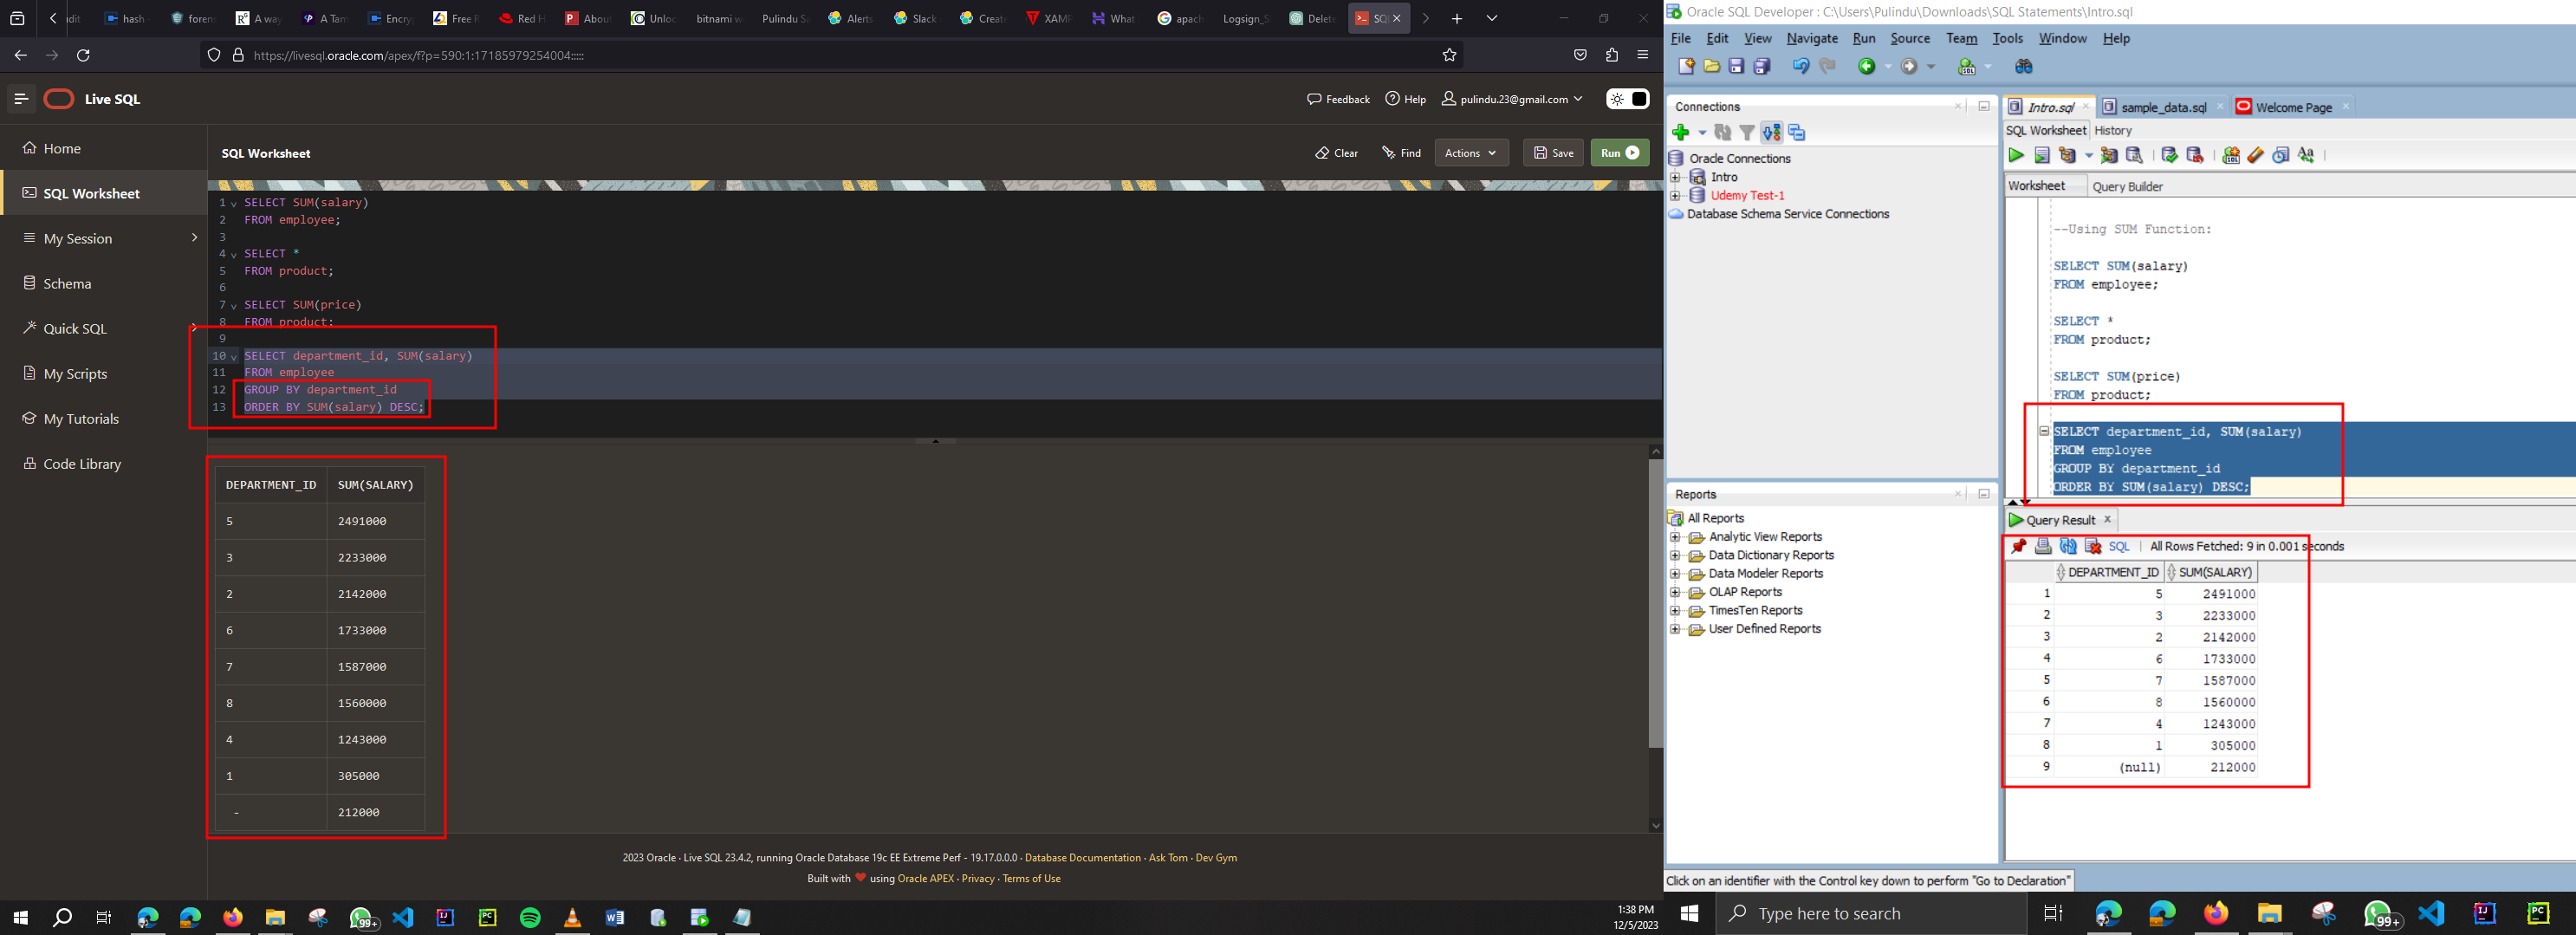 dit
hash
foren
A way
A Tam
Encry
Free R
Red H
Abou
Unloc
bitnami w
Pulindu S
Alerts
Slack
Create
XAMP
What
apach
Logsign_S
Delete
SQ
https://livesql.oracle.com/apex/f?p=590:1:17185979254004:::::
Live SQL
Feedback
Help
pulindu.23@gmail.com
Home
SQL Worksheet
My Session
Schema
Quick SQL
My Scripts
My Tutorials
Code Library
SQL Worksheet
Clear
Find
Actions
Save
Run
1 SELECT SUM(salary)
2 FROM employee;
3
4 SELECT *
5 FROM product;
6
7 SELECT SUM(price)
8 FROM product;
9
10 SELECT department_id, SUM(salary)
11 FROM employee
12 GROUP BY department_id
13 ORDER BY SUM(salary) DESC;
DEPARTMENT_ID SUM(SALARY)
5 2491000
3 2233000
2 2142000
6 1733000
7 1587000
8 1560000
4 1243000
1 305000
- 212000
2023 Oracle · Live SQL 23.4.2, running Oracle Database 19c EE Extreme Perf - 19.17.0.0.0 · Database Documentation · Ask Tom · Dev Gym
Built with ❤ using Oracle APEX · Privacy · Terms of Use
99+
1:38 PM
12/5/2023
Oracle SQL Developer : C:\Users\Pulindu\Downloads\SQL Statements\Intro.sql
File Edit View Navigate Run Source Team Tools Window Help
Connections
Oracle Connections
Intro
Udemy Test-1
Database Schema Service Connections
Reports
All Reports
Analytic View Reports
Data Dictionary Reports
Data Modeler Reports
OLAP Reports
TimesTen Reports
User Defined Reports
Intro.sql
sample_data.sql
Welcome Page
SQL Worksheet History
Worksheet Query Builder
--Using SUM Function:
SELECT SUM(salary)
FROM employee;
SELECT *
FROM product;
SELECT SUM(price)
FROM product;
SELECT department_id, SUM(salary)
FROM employee
GROUP BY department_id
ORDER BY SUM(salary) DESC;
Query Result
SQL | All Rows Fetched: 9 in 0.001 seconds
DEPARTMENT_ID SUM(SALARY)
1 5 2491000
2 3 2233000
3 2 2142000
4 6 1733000
5 7 1587000
6 8 1560000
7 4 1243000
8 1 305000
9 (null) 212000
Click on an identifier with the Control key down to perform "Go to Declaration"
Type here to search
99+